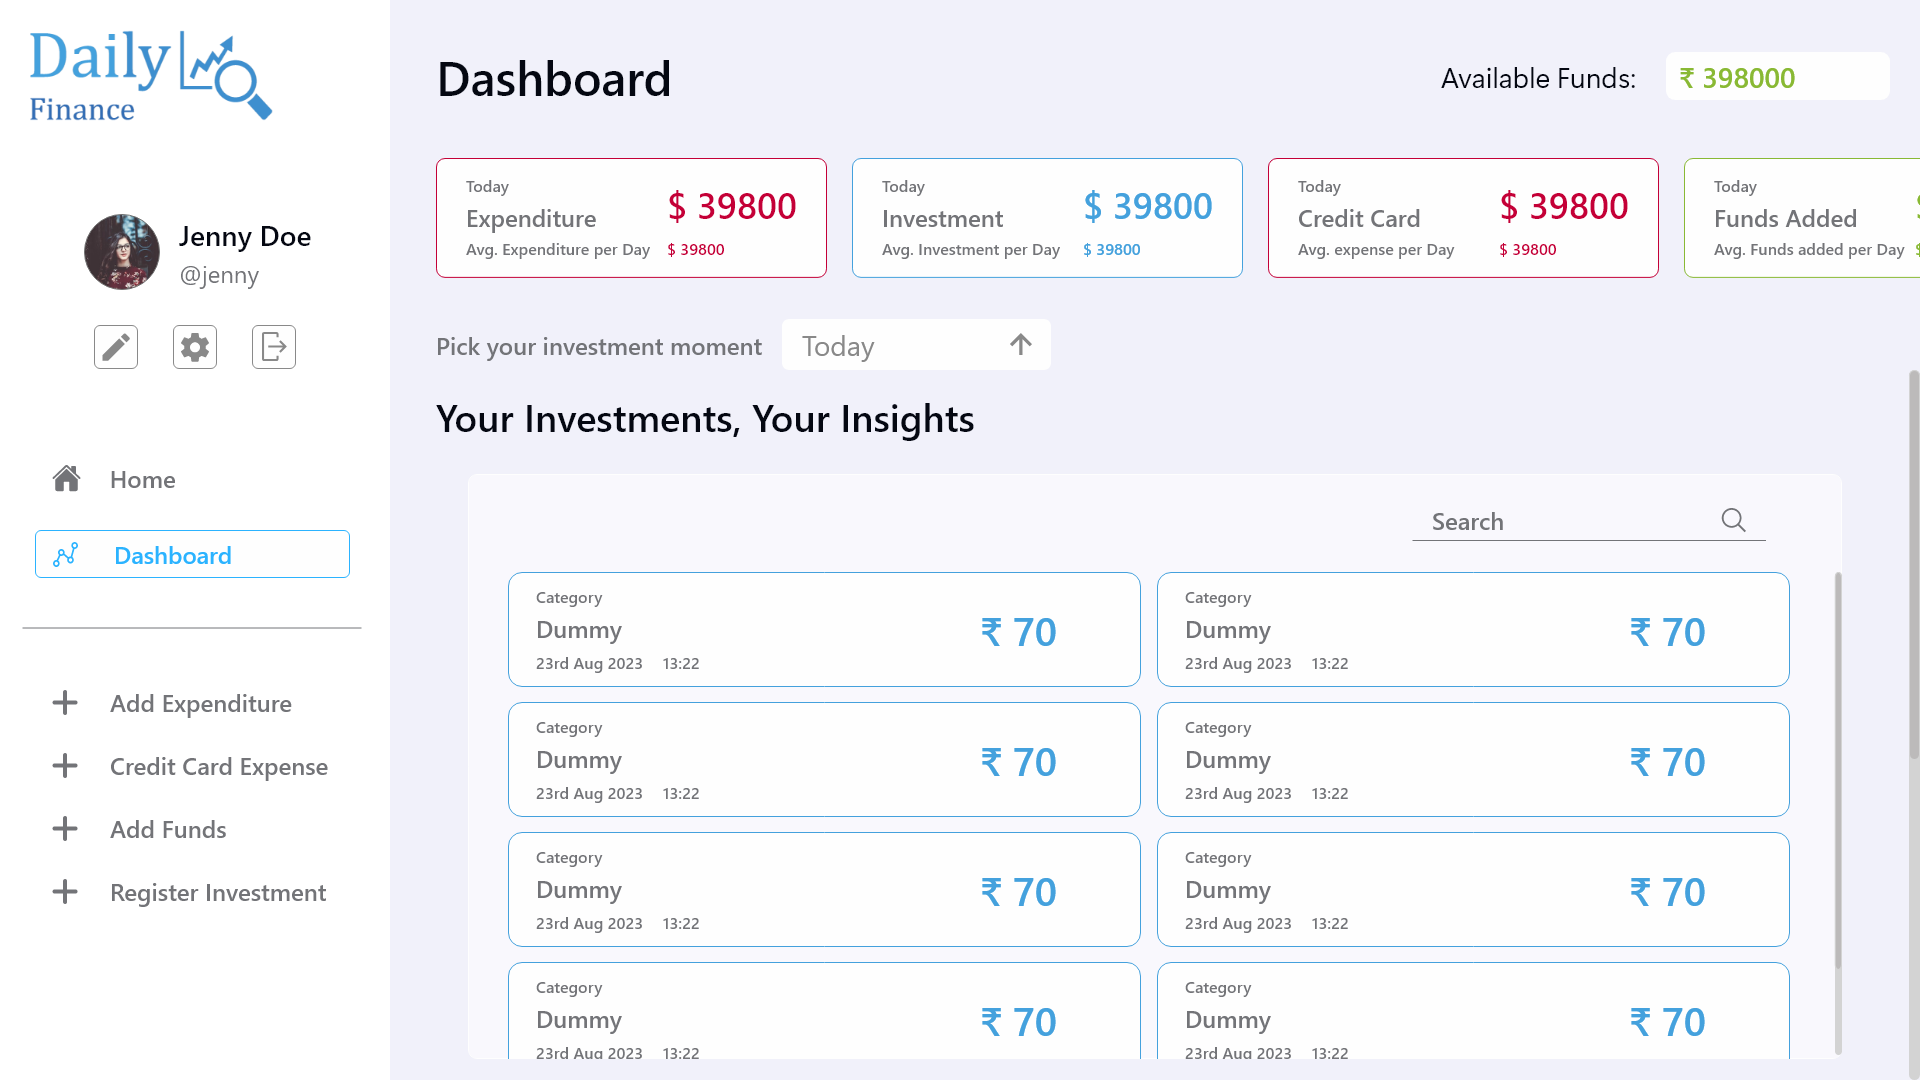 Daily
Finance
Jenny Doe
@jenny
Home
Dashboard
Add Expenditure
Credit Card Expense
Add Funds
Register Investment
Dashboard
Available Funds: ₹ 398000
Today
Expenditure
$ 39800
Avg. Expenditure per Day $ 39800
Today
Investment
$ 39800
Avg. Investment per Day $ 39800
Today
Credit Card
$ 39800
Avg. expense per Day $ 39800
Today
Funds Added
Avg. Funds added per Day
Pick your investment moment Today
Your Investments, Your Insights
Search
Category
Dummy
₹ 70
23rd Aug 2023 13:22
Category
Dummy
₹ 70
23rd Aug 2023 13:22
Category
Dummy
₹ 70
23rd Aug 2023 13:22
Category
Dummy
₹ 70
23rd Aug 2023 13:22
Category
Dummy
₹ 70
23rd Aug 2023 13:22
Category
Dummy
₹ 70
23rd Aug 2023 13:22
Category
Dummy
₹ 70
23rd Aug 2023 13:22
Category
Dummy
₹ 70
23rd Aug 2023 13:22